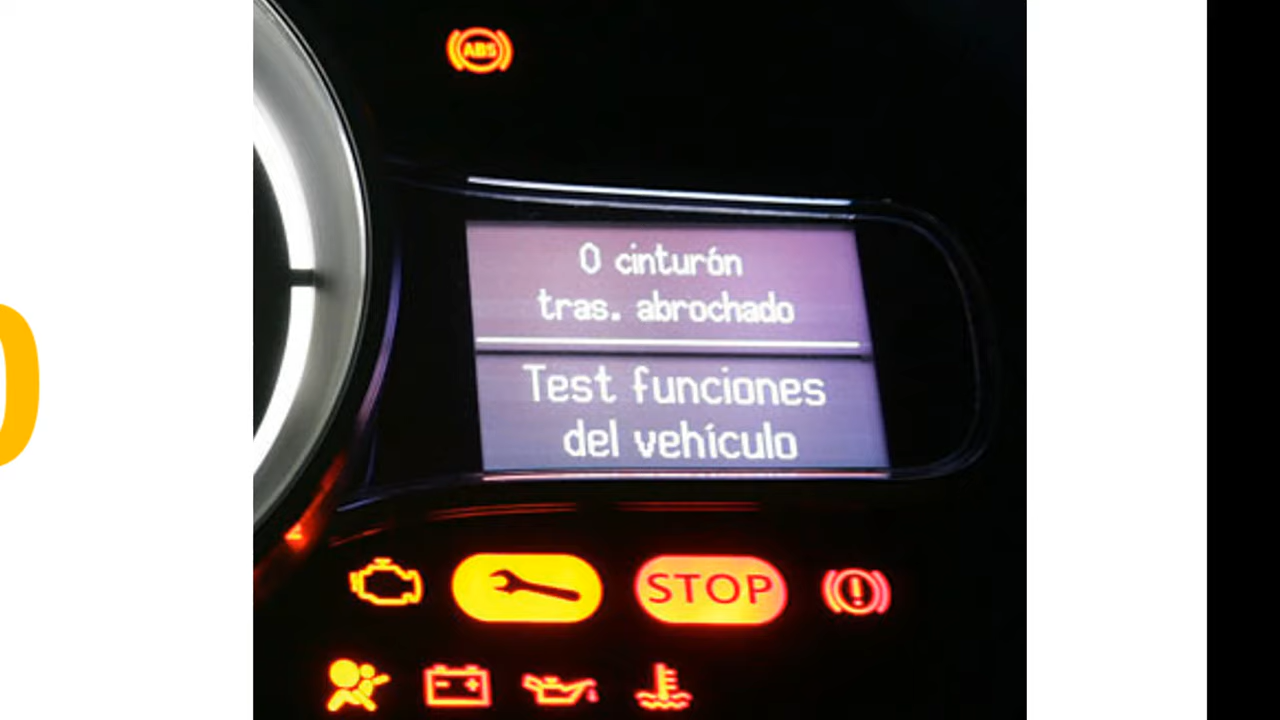 ABS
0 cinturón
tras. abrochado
Test funciones
del vehículo
STOP